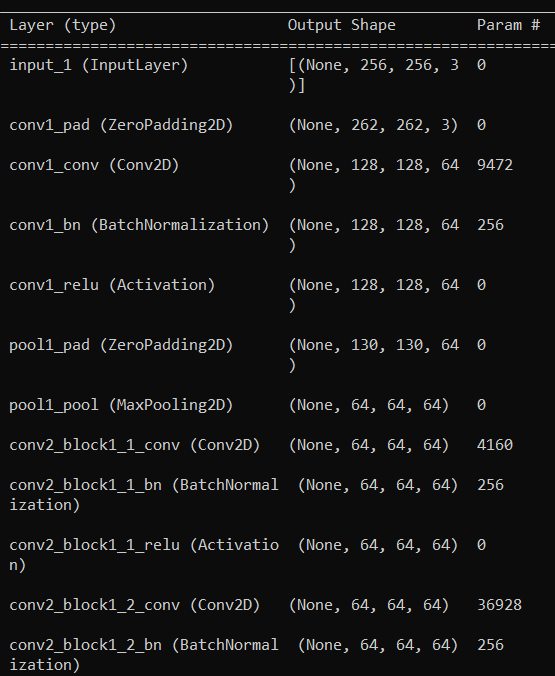 Layer (type) Output Shape Param #
input_1 (InputLayer) [(None, 256, 256, 3 0
)]
conv1_pad (ZeroPadding2D) (None, 262, 262, 3) 0
conv1_conv (Conv2D) (None, 128, 128, 64 9472
)
conv1_bn (BatchNormalization) (None, 128, 128, 64 256
)
conv1_relu (Activation) (None, 128, 128, 64 0
)
pool1_pad (ZeroPadding2D) (None, 130, 130, 64 0
)
pool1_pool (MaxPooling2D) (None, 64, 64, 64) 0
conv2_block1_1_conv (Conv2D) (None, 64, 64, 64) 4160
conv2_block1_1_bn (BatchNormal (None, 64, 64, 64) 256
ization)
conv2_block1_1_relu (Activatio (None, 64, 64, 64) 0
n)
conv2_block1_2_conv (Conv2D) (None, 64, 64, 64) 36928
conv2_block1_2_bn (BatchNormal (None, 64, 64, 64) 256
ization)